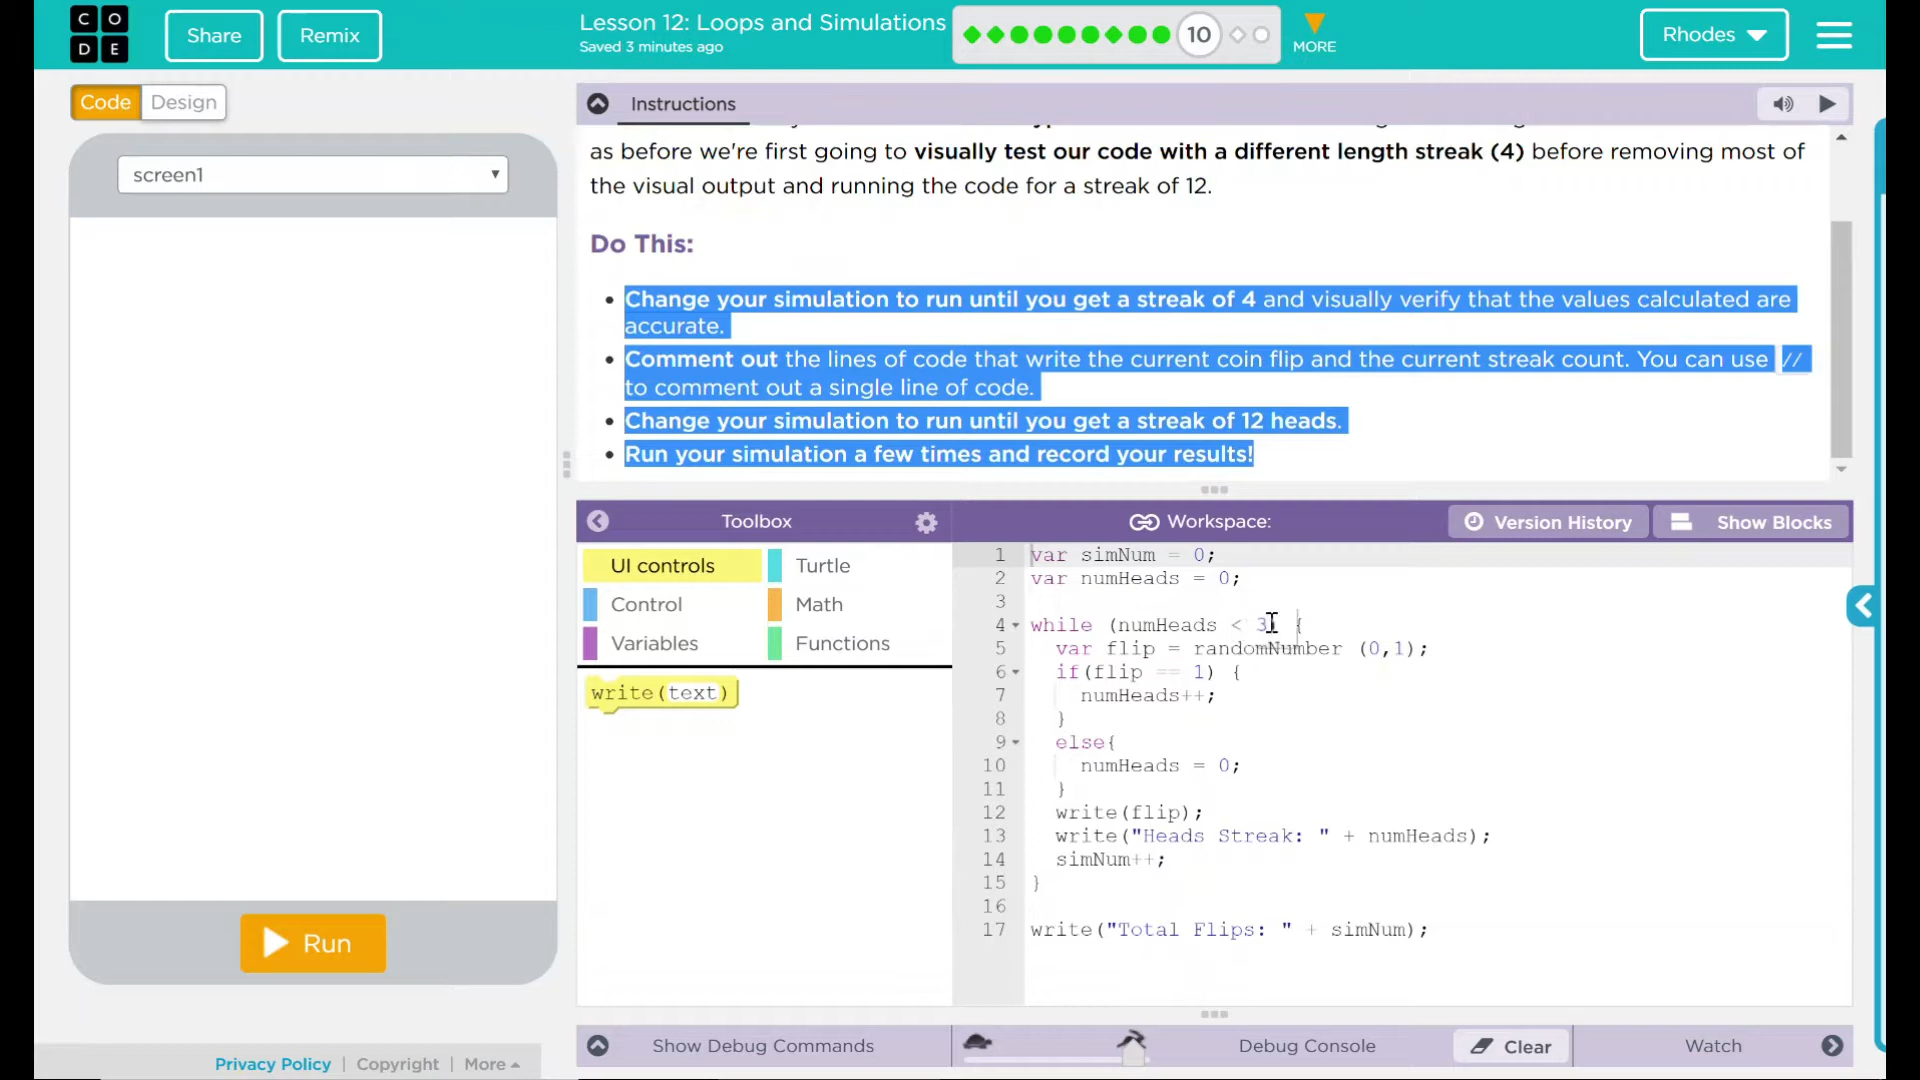 CODE
Share
Remix
Lesson 12: Loops and Simulations
Saved 3 minutes ago
10
MORE
Rhodes
Code
Design
screen1
Run
Privacy Policy | Copyright | More
Instructions
as before we're first going to visually test our code with a different length streak (4) before removing most of
the visual output and running the code for a streak of 12.
Do This:
Change your simulation to run until you get a streak of 4 and visually verify that the values calculated are
accurate.
Comment out the lines of code that write the current coin flip and the current streak count. You can use //
to comment out a single line of code.
Change your simulation to run until you get a streak of 12 heads.
Run your simulation a few times and record your results!
Toolbox
Workspace:
Version History
Show Blocks
UI controls
Turtle
Control
Math
Variables
Functions
write(text)
1 var simNum = 0;
2 var numHeads = 0;
3
4 while (numHeads < 3) {
5 var flip = randomNumber (0,1);
6 if(flip == 1) {
7 numHeads++;
8 }
9 else{
10 numHeads = 0;
11 }
12 write(flip);
13 write("Heads Streak: " + numHeads);
14 simNum++;
15 }
16
17 write("Total Flips: " + simNum);
Show Debug Commands
Debug Console
Clear
Watch